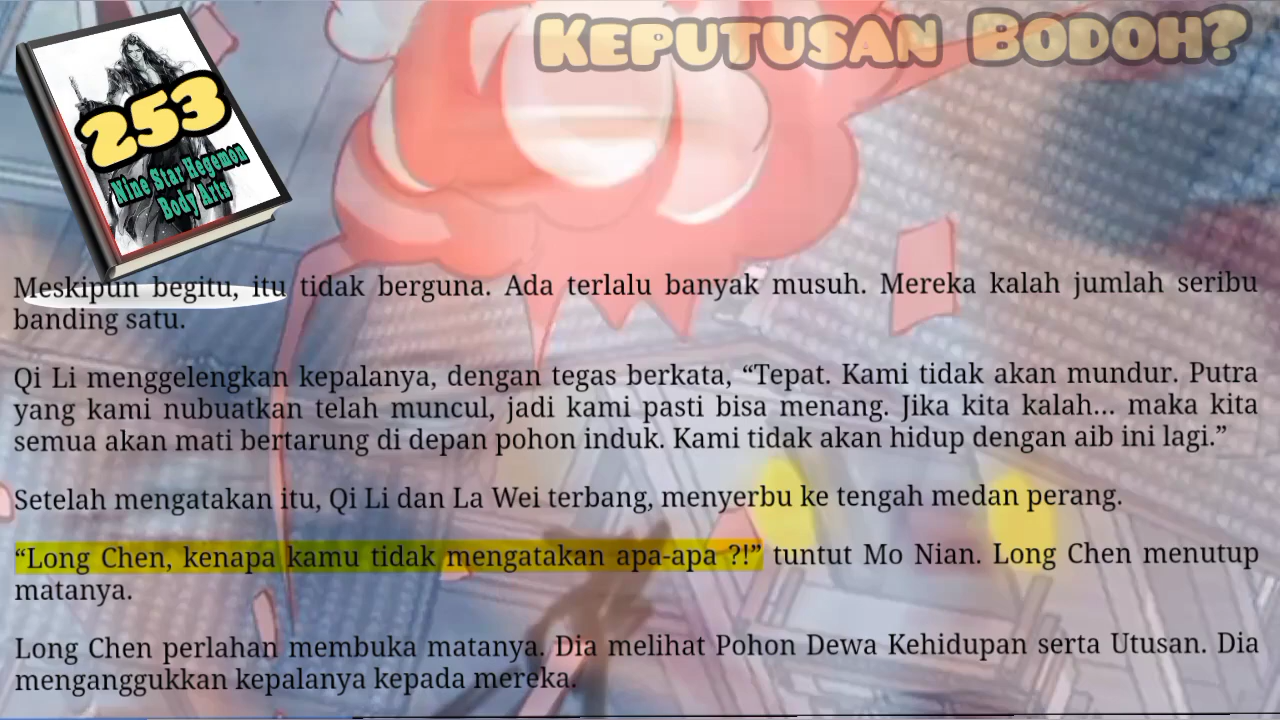 KEPUTUSAN BODOH?
253
Nine Star Hegemon
Body Arts
Meskipun begitu, itu tidak berguna. Ada terlalu banyak musuh. Mereka kalah jumlah seribu
banding satu.
Qi Li menggelengkan kepalanya, dengan tegas berkata, “Tepat. Kami tidak akan mundur. Putra
yang kami nubuatkan telah muncul, jadi kami pasti bisa menang. Jika kita kalah… maka kita
semua akan mati bertarung di depan pohon induk. Kami tidak akan hidup dengan aib ini lagi.”
Setelah mengatakan itu, Qi Li dan La Wei terbang, menyerbu ke tengah medan perang.
“Long Chen, kenapa kamu tidak mengatakan apa-apa ?!” tuntut Mo Nian. Long Chen menutup
matanya.
Long Chen perlahan membuka matanya. Dia melihat Pohon Dewa Kehidupan serta Utusan. Dia
menganggukkan kepalanya kepada mereka.